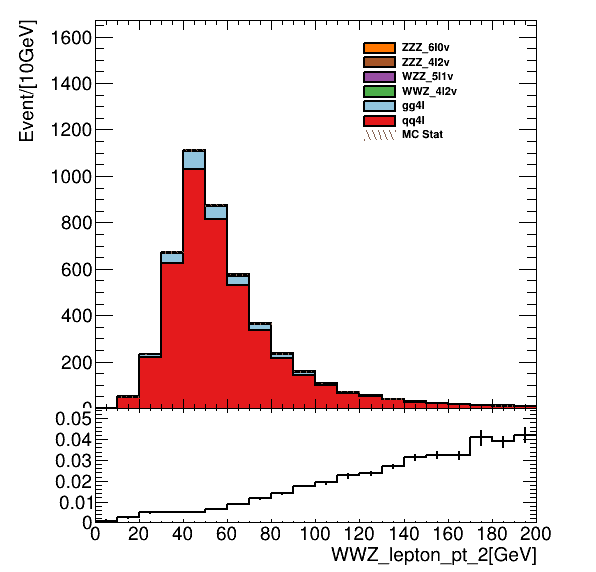 Event/[10GeV]
1600
1400
1200
1000
800
600
400
200
0
ZZZ_6l0v
ZZZ_4l2v
WZZ_5l1v
WWZ_4l2v
gg4l
qq4l
MC Stat
0.05
0.04
0.03
0.02
0.01
0
0 20 40 60 80 100 120 140 160 180 200
WWZ_lepton_pt_2[GeV]